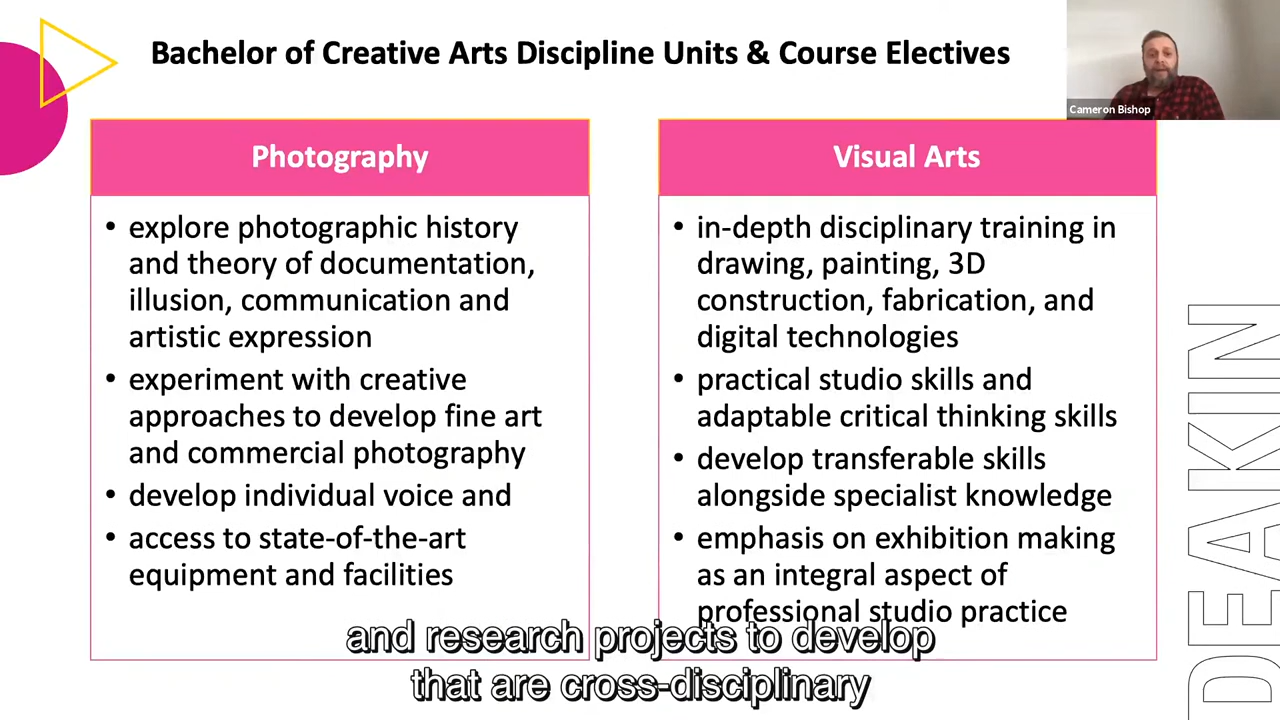 Bachelor of Creative Arts Discipline Units & Course Electives
Cameron Bishop
Photography
• explore photographic history
and theory of documentation,
illusion, communication and
artistic expression
• experiment with creative
approaches to develop fine art
and commercial photography
• develop individual voice and
• access to state-of-the-art
equipment and facilities
Visual Arts
• in-depth disciplinary training in
drawing, painting, 3D
construction, fabrication, and
digital technologies
• practical studio skills and
adaptable critical thinking skills
• develop transferable skills
alongside specialist knowledge
• emphasis on exhibition making
as an integral aspect of
professional studio practice
DEAKIN
and research projects to develop
that are cross-disciplinary